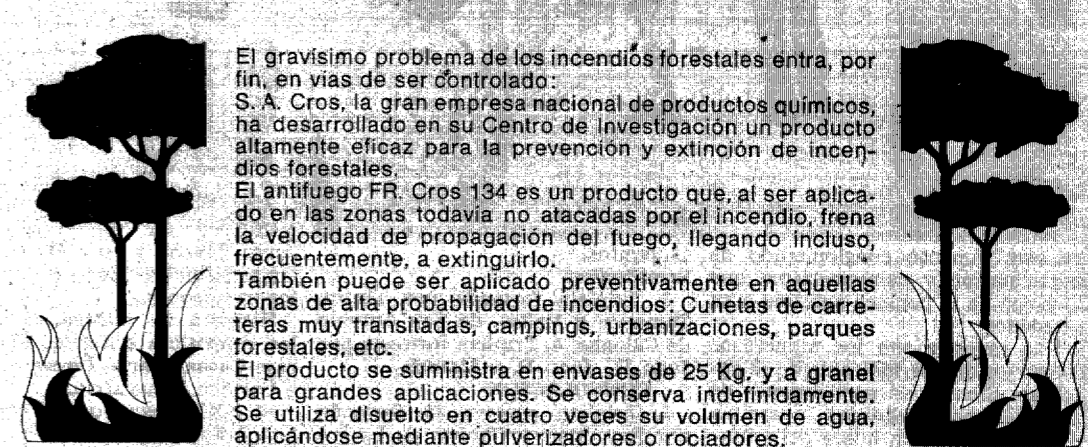 El gravísimo problema de los incendios forestales entra, por
fin, en vias de ser controlado:
S. A. Cros, la gran empresa nacional de productos químicos,
ha desarrollado en su Centro de Investigación un producto
altamente eficaz para la prevención y extinción de incen-
dios forestales.
El antifuego FR Cros 134 es un producto que, al ser aplica-
do en las zonas todavía no atacadas por el incendio, frena
la velocidad de propagación del fuego, llegando incluso,
frecuentemente, a extinguirlo.
También puede ser aplicado preventivamente en aquellas
zonas de alta probabilidad de incendios: Cunetas de carre-
teras muy transitadas, campings, urbanizaciones, parques
forestales, etc.
El producto se suministra en envases de 25 Kg. y a granel
para grandes aplicaciones. Se conserva indefinidamente.
Se utiliza disuelto en cuatro veces su volumen de agua,
aplicándose mediante pulverizadores o rociadores.